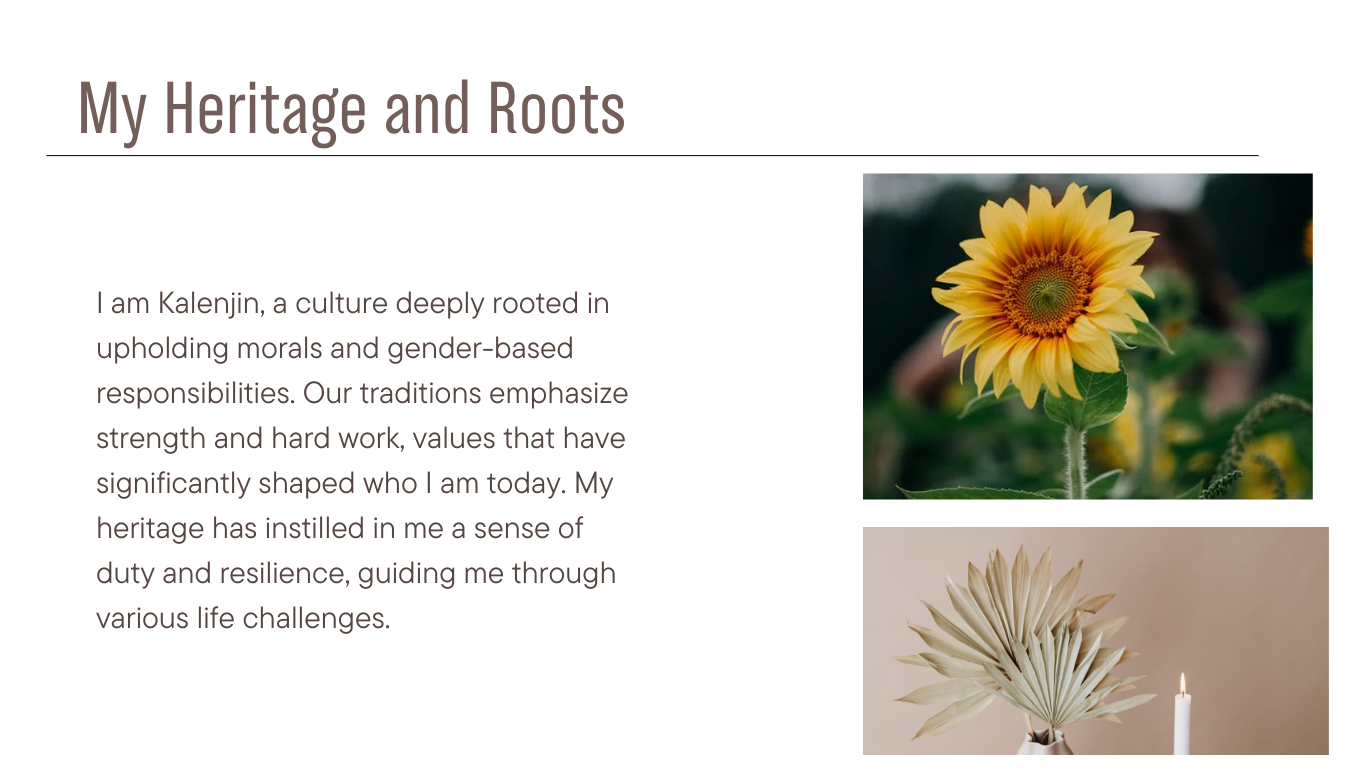 My Heritage and Roots
I am Kalenjin, a culture deeply rooted in
upholding morals and gender-based
responsibilities. Our traditions emphasize
strength and hard work, values that have
significantly shaped who I am today. My
heritage has instilled in me a sense of
duty and resilience, guiding me through
various life challenges.